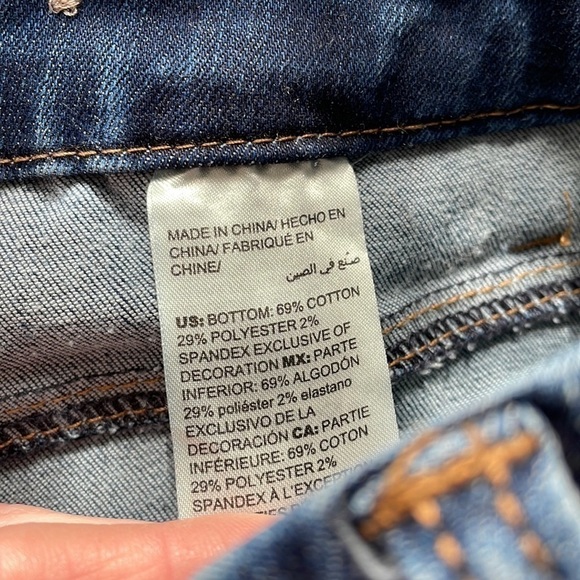 MADE IN CHINA/ HECHO EN
CHINA/ FABRIQUÉ EN
CHINE/
صنّع في الصين
US: BOTTOM: 69% COTTON
29% POLYESTER 2%
SPANDEX EXCLUSIVE OF
DECORATION MX: PARTE
INFERIOR: 69% ALGODÓN
29% poliéster 2% elastano
EXCLUSIVO DE LA
DECORACIÓN CA: PARTIE
INFÉRIEURE: 69% COTON
29% POLYESTER 2%
SPANDEX À L'EXCEPT